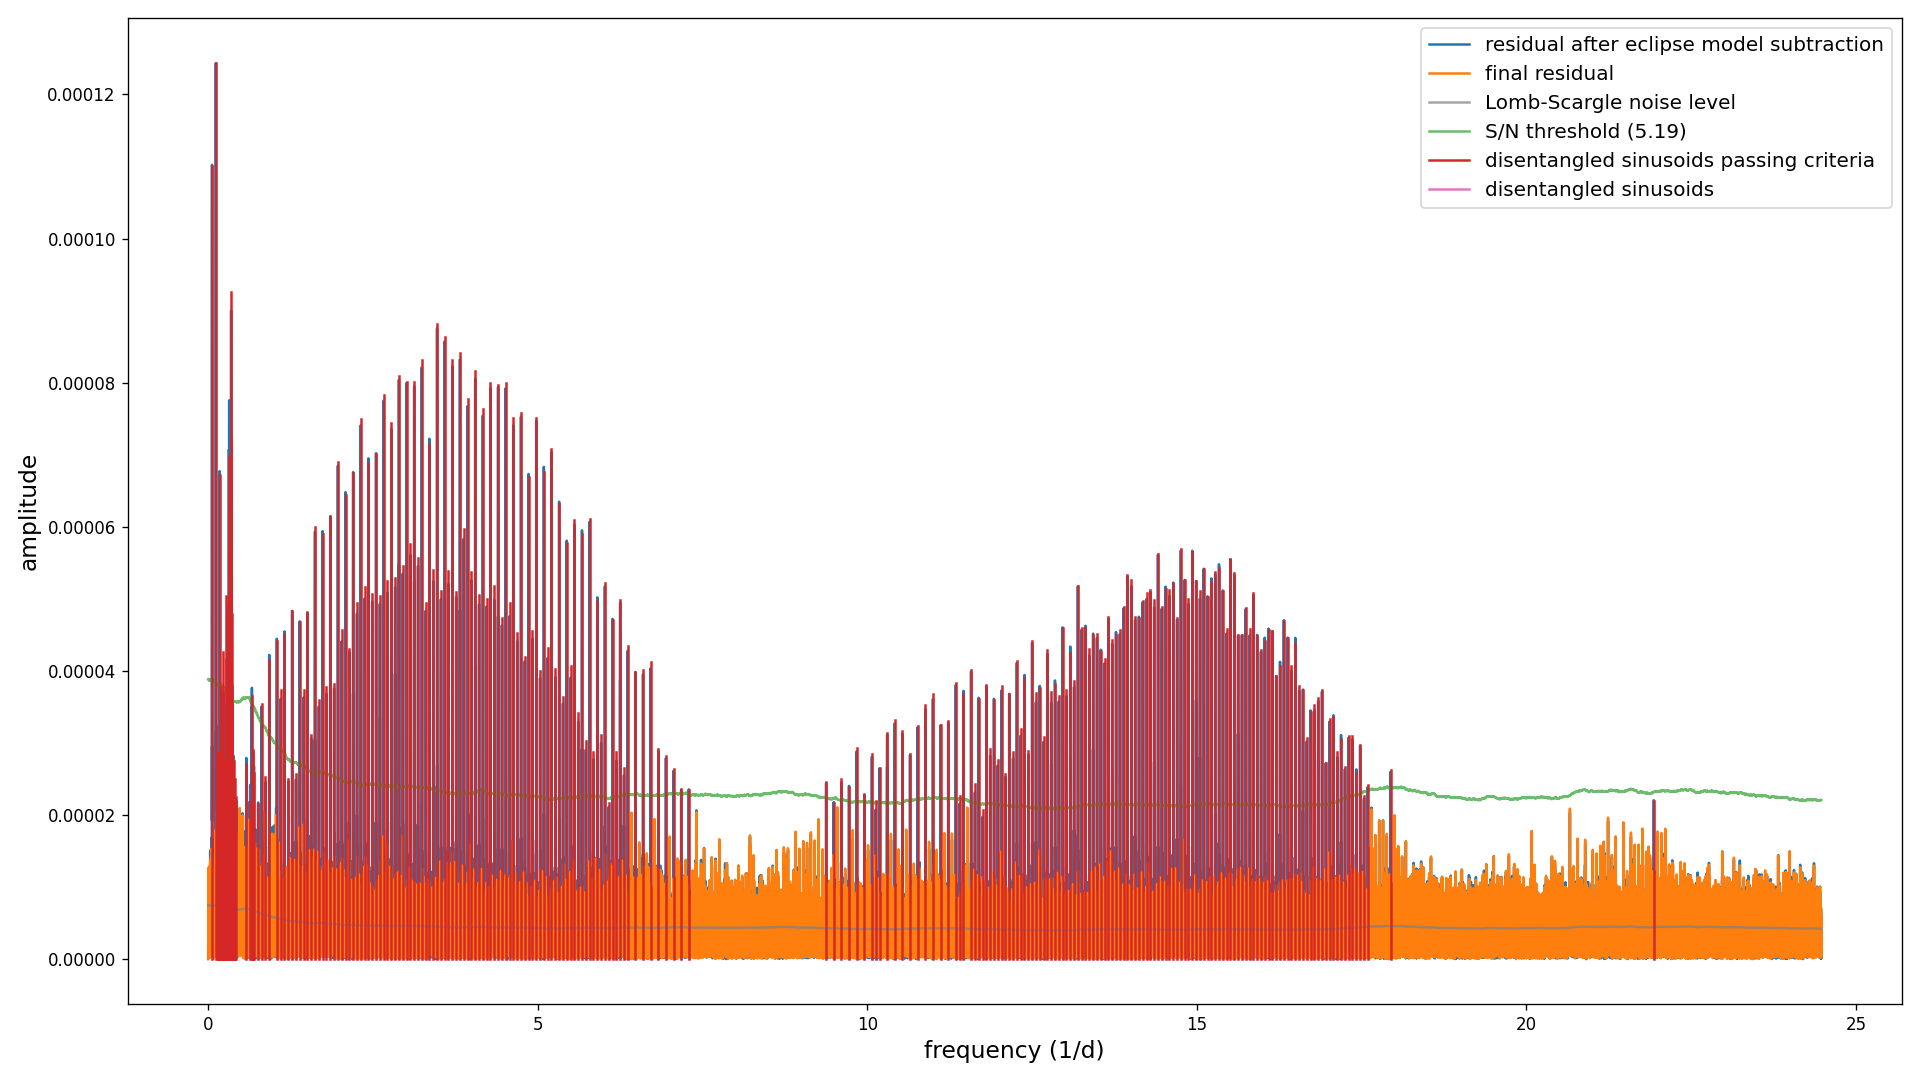 residual after eclipse model subtraction
final residual
Lomb-Scargle noise level
S/N threshold (5.19)
disentangled sinusoids passing criteria
disentangled sinusoids
0.00012
0.00010
0.00008
0.00006
0.00004
0.00002
0.00000
amplitude
0 5 10 15 20 25
frequency (1/d)